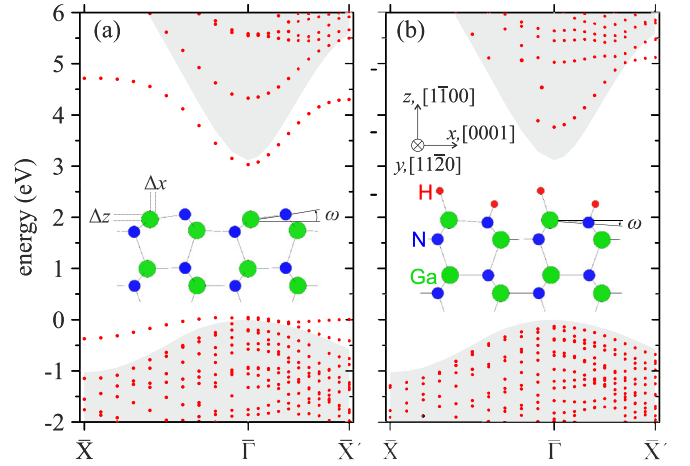 6
5
4
3
2
1
0
-1
-2
energy (eV)
(a)
Δx
Δz
ω
X̅
Γ̅
X̅´
(b)
z, [11̅00]
x, [0001]
y, [112̅0]
H
N
Ga
ω
X̅
Γ̅
X̅´